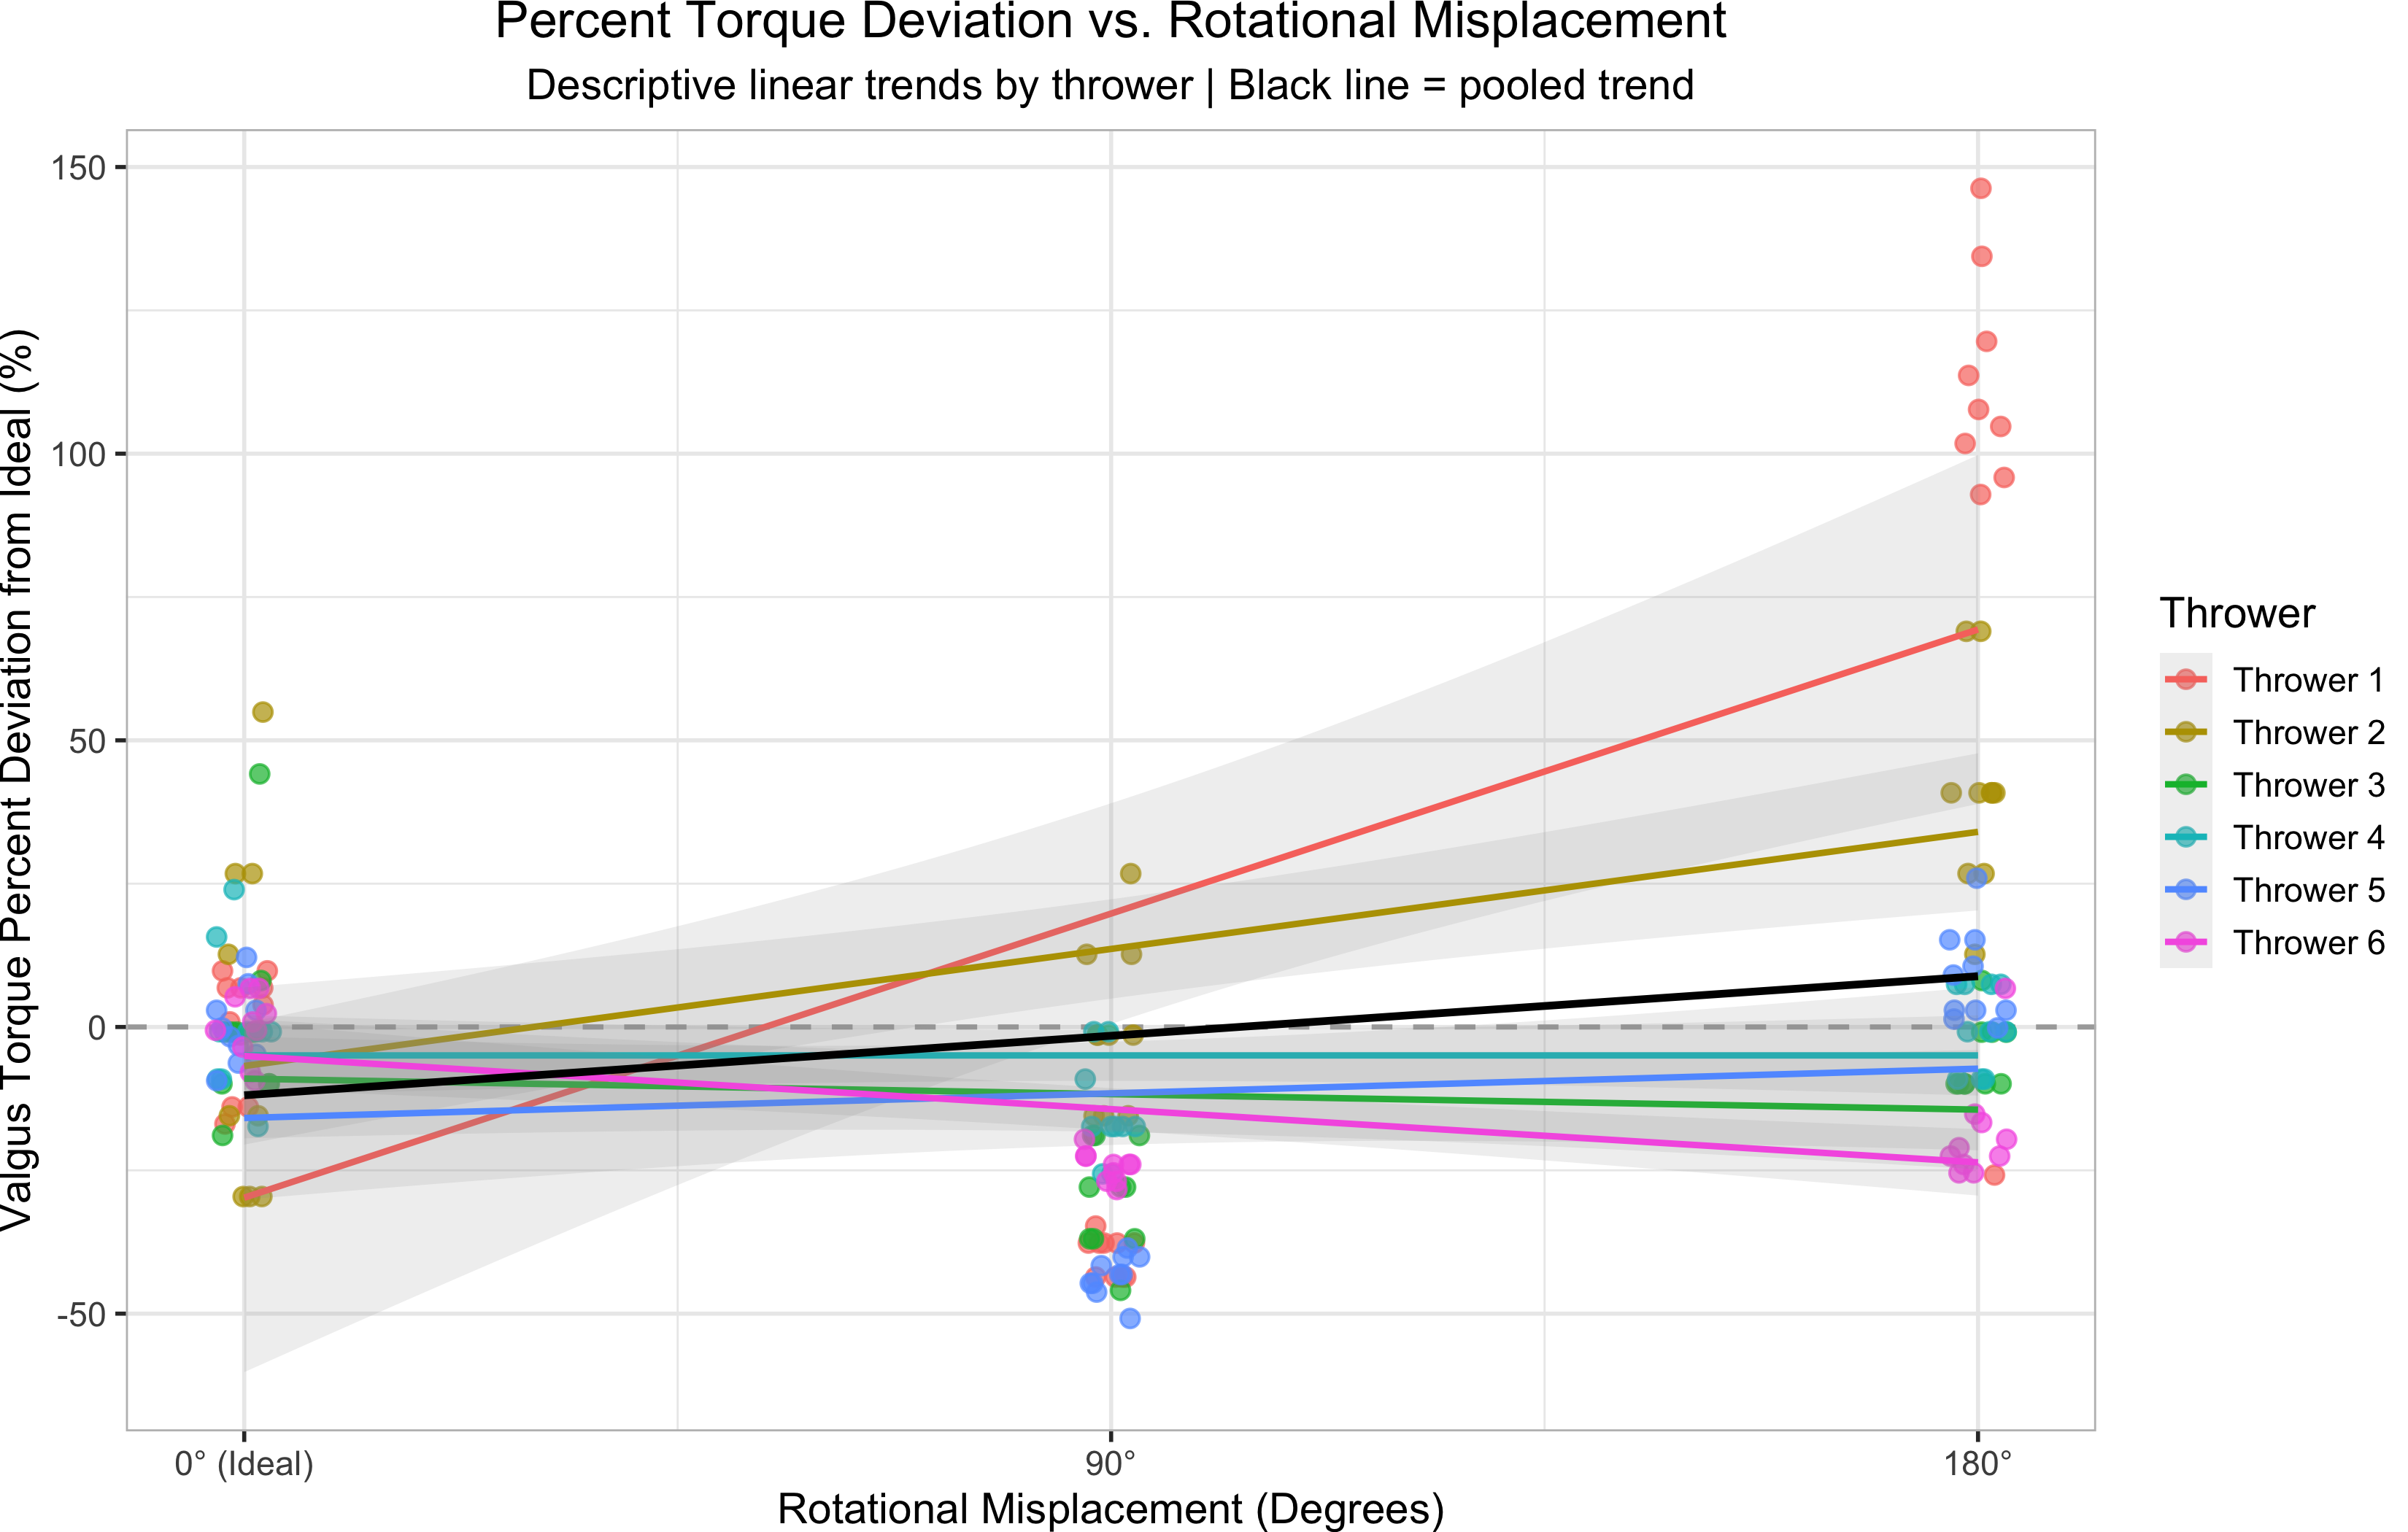 Percent Torque Deviation vs. Rotational Misplacement
Descriptive linear trends by thrower | Black line = pooled trend
Valgus Torque Percent Deviation from Ideal (%)
150
100
50
0
-50
0° (Ideal)
90°
180°
Rotational Misplacement (Degrees)
Thrower
Thrower 1
Thrower 2
Thrower 3
Thrower 4
Thrower 5
Thrower 6